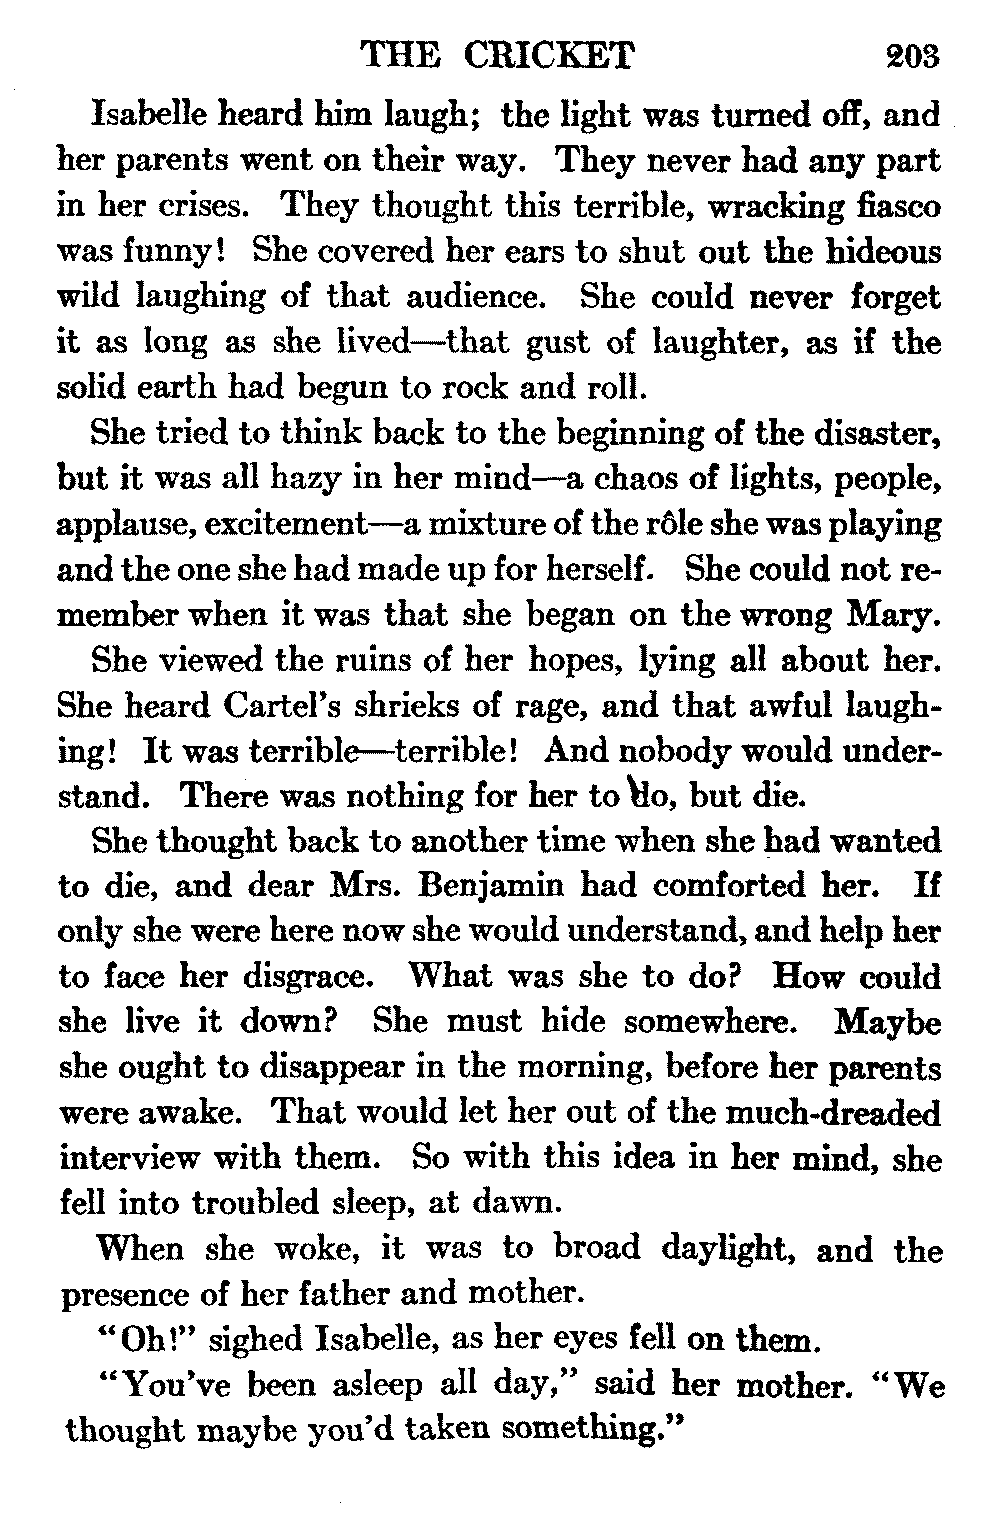 THE CRICKET 203
Isabelle heard him laugh; the light was turned off, and
her parents went on their way. They never had any part
in her crises. They thought this terrible, wracking fiasco
was funny! She covered her ears to shut out the hideous
wild laughing of that audience. She could never forget
it as long as she lived—that gust of laughter, as if the
solid earth had begun to rock and roll.
She tried to think back to the beginning of the disaster,
but it was all hazy in her mind—a chaos of lights, people,
applause, excitement—a mixture of the rôle she was playing
and the one she had made up for herself. She could not re-
member when it was that she began on the wrong Mary.
She viewed the ruins of her hopes, lying all about her.
She heard Cartel's shrieks of rage, and that awful laugh-
ing! It was terrible—terrible! And nobody would under-
stand. There was nothing for her to do, but die.
She thought back to another time when she had wanted
to die, and dear Mrs. Benjamin had comforted her. If
only she were here now she would understand, and help her
to face her disgrace. What was she to do? How could
she live it down? She must hide somewhere. Maybe
she ought to disappear in the morning, before her parents
were awake. That would let her out of the much-dreaded
interview with them. So with this idea in her mind, she
fell into troubled sleep, at dawn.
When she woke, it was to broad daylight, and the
presence of her father and mother.
"Oh!" sighed Isabelle, as her eyes fell on them.
"You've been asleep all day," said her mother. "We
thought maybe you'd taken something."